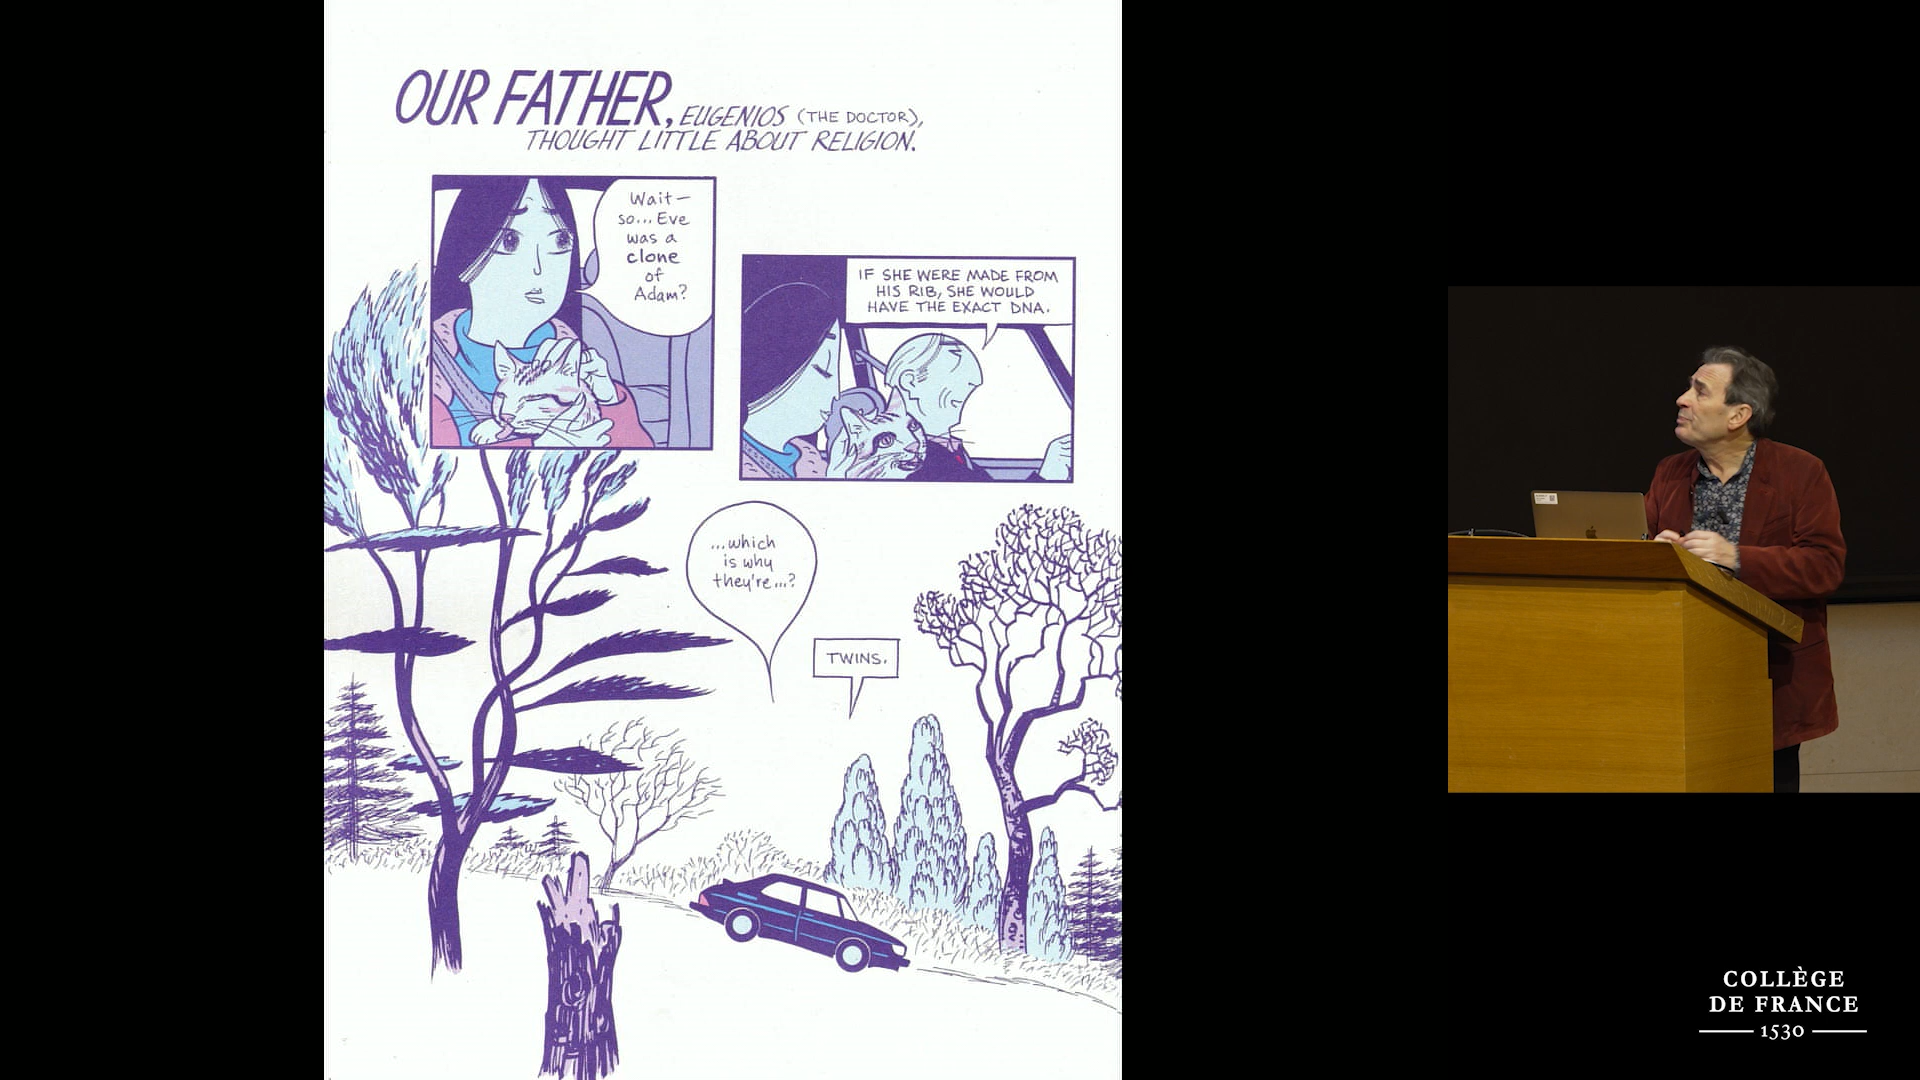 OUR FATHER, EUGENIOS (THE DOCTOR),
THOUGHT LITTLE ABOUT RELIGION.
Wait—
so... Eve
was a
clone
of
Adam?
IF SHE WERE MADE FROM
HIS RIB, SHE WOULD
HAVE THE EXACT DNA.
...which
is why
they're...?
TWINS.
COLLÈGE
DE FRANCE
1530